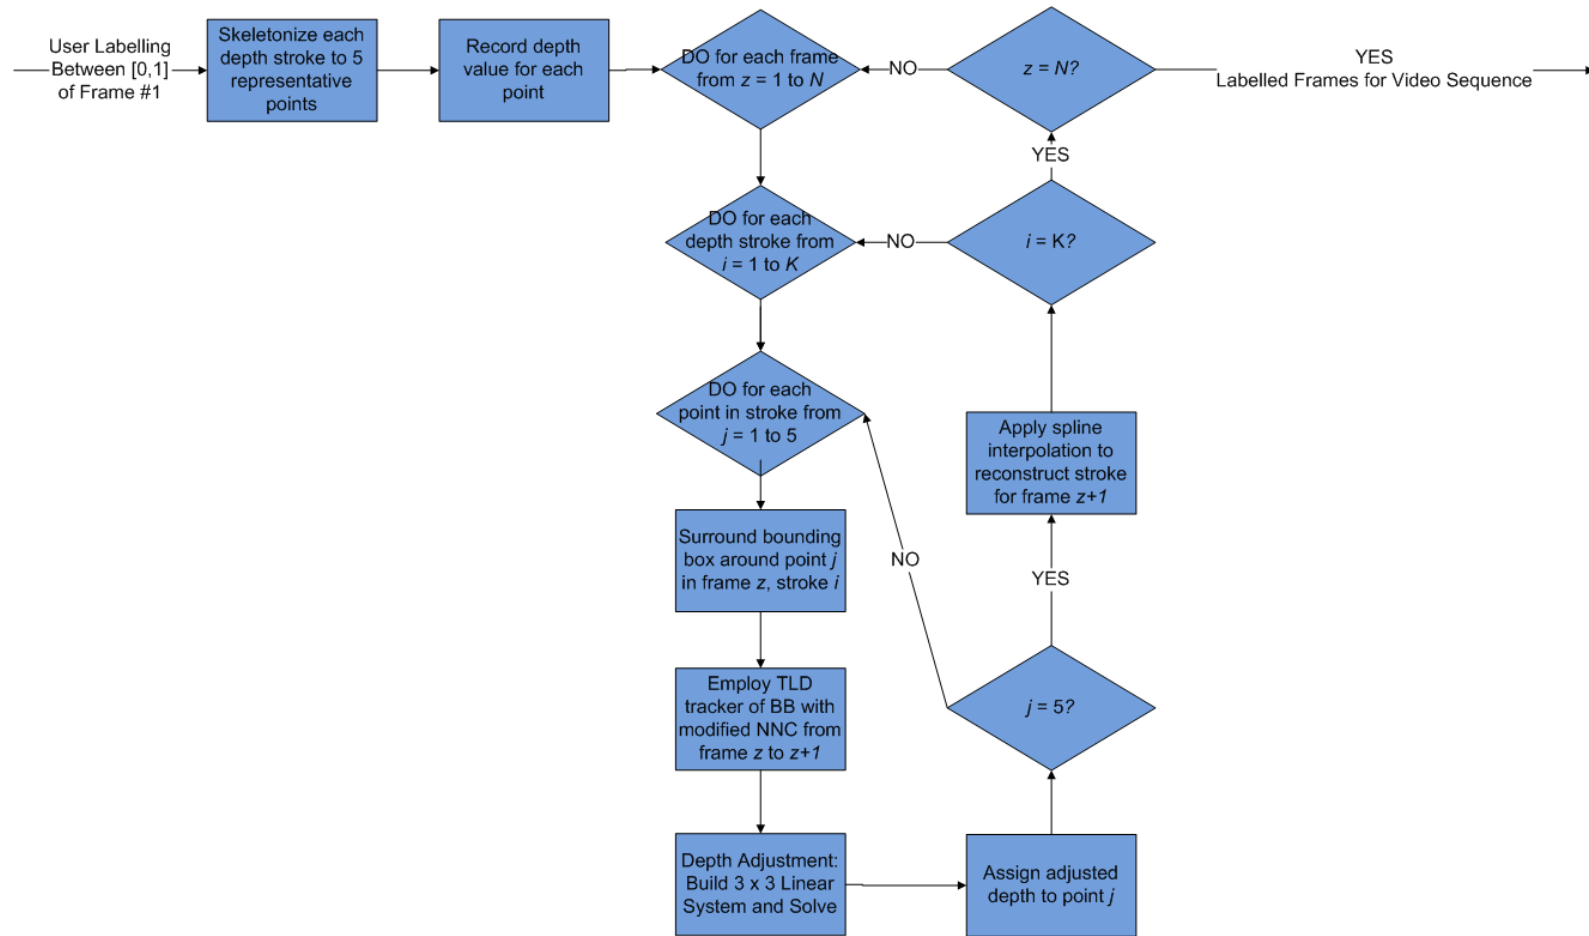 User Labelling
Between [0,1]
of Frame #1
Skeletonize each
depth stroke to 5
representative
points
Record depth
value for each
point
DO for each frame
from z = 1 to N
NO
z = N?
YES
Labelled Frames for Video Sequence
YES
DO for each
depth stroke from
i = 1 to K
NO
i = K?
DO for each
point in stroke from
j = 1 to 5
Apply spline
interpolation to
reconstruct stroke
for frame z+1
Surround bounding
box around point j
in frame z, stroke i
NO
YES
Employ TLD
tracker of BB with
modified NNC from
frame z to z+1
j = 5?
Depth Adjustment:
Build 3 x 3 Linear
System and Solve
Assign adjusted
depth to point j